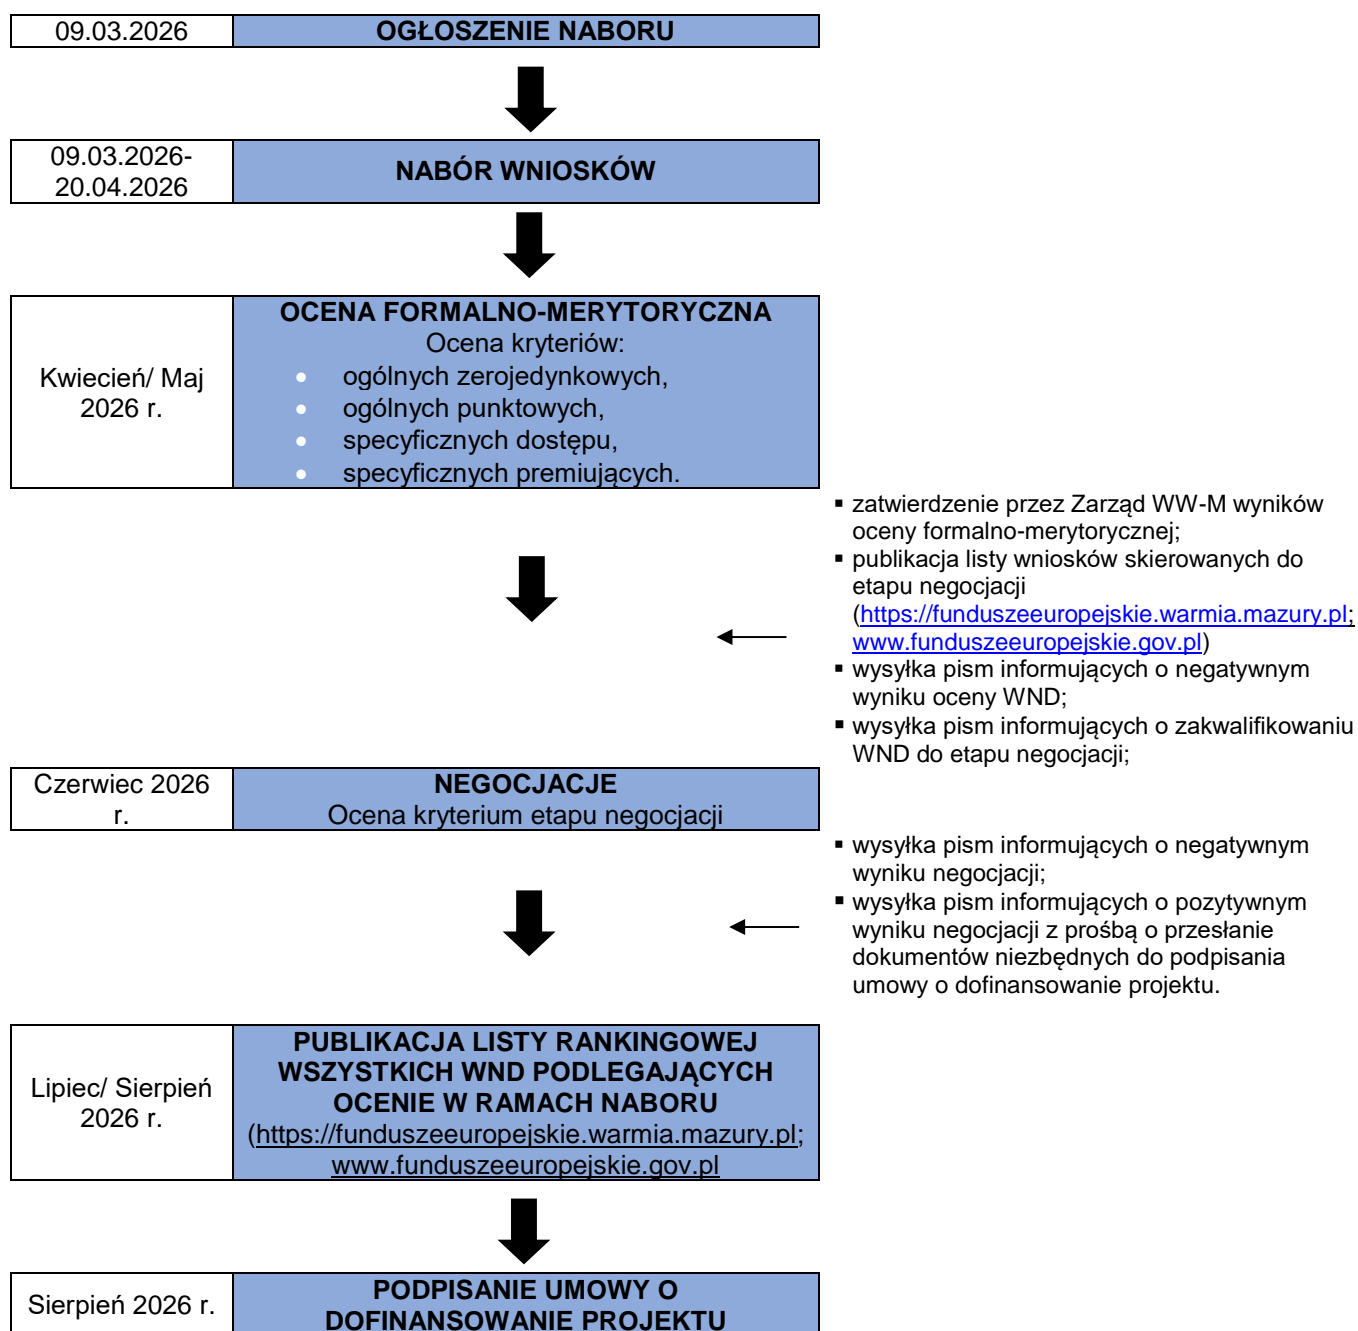 09.03.2026
OGŁOSZENIE NABORU
09.03.2026-
20.04.2026
NABÓR WNIOSKÓW
Kwiecień/ Maj
2026 r.
OCENA FORMALNO-MERYTORYCZNA
Ocena kryteriów:
• ogólnych zerojedynkowych,
• ogólnych punktowych,
• specyficznych dostępu,
• specyficznych premiujących.
▪ zatwierdzenie przez Zarząd WW-M wyników
oceny formalno-merytorycznej;
▪ publikacja listy wniosków skierowanych do
etapu negocjacji
(https://funduszeeuropejskie.warmia.mazury.pl;
www.funduszeeuropejskie.gov.pl)
▪ wysyłka pism informujących o negatywnym
wyniku oceny WND;
▪ wysyłka pism informujących o zakwalifikowaniu
WND do etapu negocjacji;
Czerwiec 2026
r.
NEGOCJACJE
Ocena kryterium etapu negocjacji
▪ wysyłka pism informujących o negatywnym
wyniku negocjacji;
▪ wysyłka pism informujących o pozytywnym
wyniku negocjacji z prośbą o przesłanie
dokumentów niezbędnych do podpisania
umowy o dofinansowanie projektu.
Lipiec/ Sierpień
2026 r.
PUBLIKACJA LISTY RANKINGOWEJ
WSZYSTKICH WND PODLEGAJĄCYCH
OCENIE W RAMACH NABORU
(https://funduszeeuropejskie.warmia.mazury.pl;
www.funduszeeuropejskie.gov.pl
Sierpień 2026 r.
PODPISANIE UMOWY O
DOFINANSOWANIE PROJEKTU